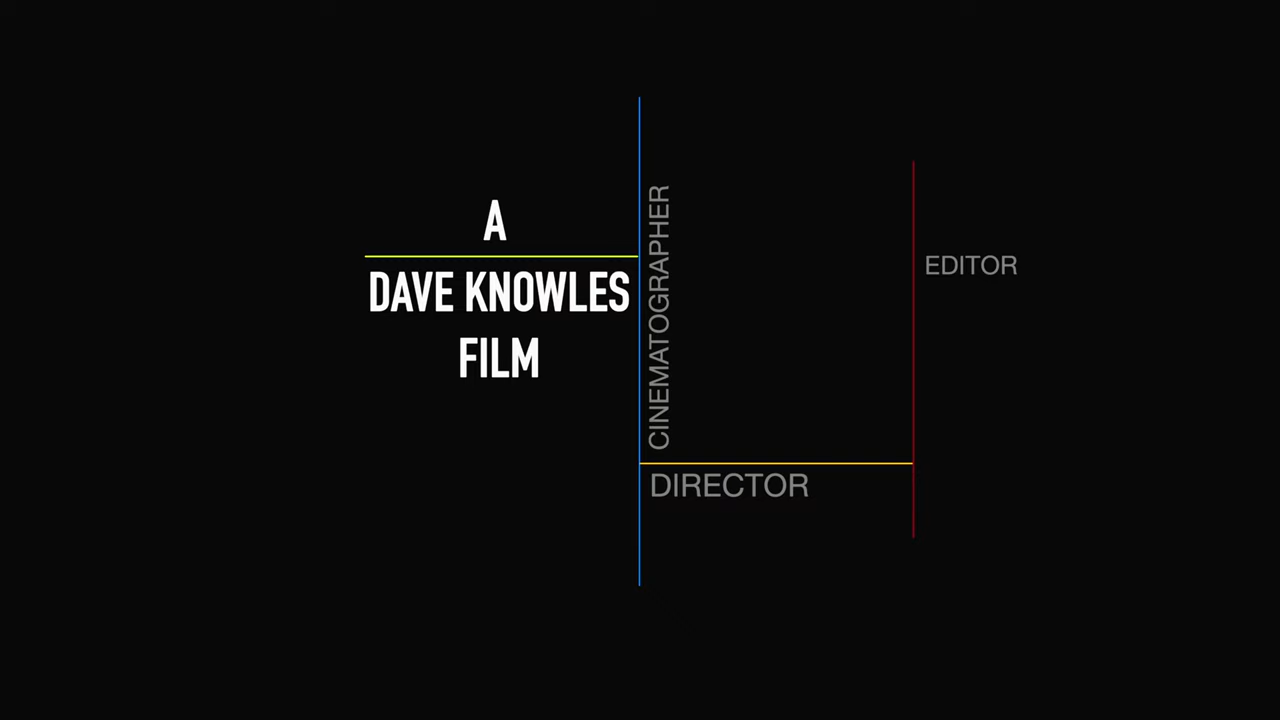 A
DAVE KNOWLES
FILM
CINEMATOGRAPHER
DIRECTOR
EDITOR